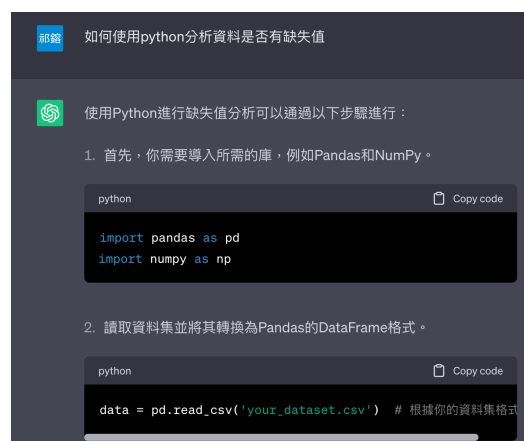 祁鎔
如何使用python分析資料是否有缺失值
使用Python進行缺失值分析可以通過以下步驟進行：
1. 首先，你需要導入所需的庫，例如Pandas和NumPy。
python Copy code
import pandas as pd
import numpy as np
2. 讀取資料集並將其轉換為Pandas的DataFrame格式。
python Copy code
data = pd.read_csv('your_dataset.csv') # 根據你的資料集格式